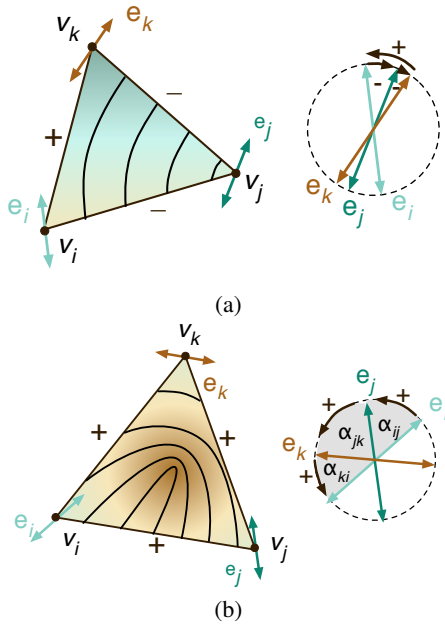 v_k
e_k
+
−
e_j
e_i
v_i
−
v_j
+
- -
e_k
e_j
e_i
(a)
v_k
e_k
+
+
e_i
v_i
+
v_j
e_j
e_j
+
+
α_jk
α_ij
e_k
α_ki
+
(b)